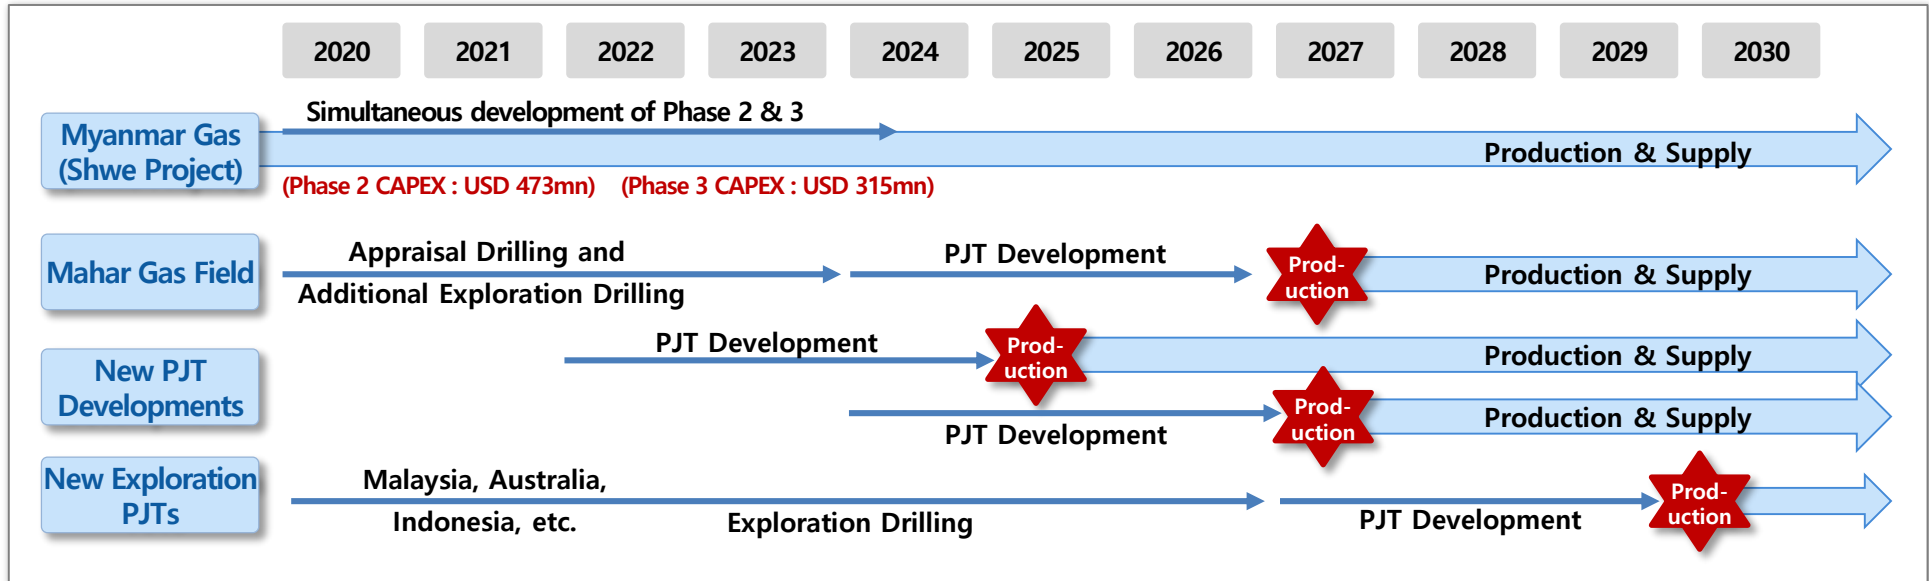 2020 2021 2022 2023 2024 2025 2026 2027 2028 2029 2030
Simultaneous development of Phase 2 & 3
Myanmar Gas
(Shwe Project)
Production & Supply
(Phase 2 CAPEX : USD 473mn) (Phase 3 CAPEX : USD 315mn)
Mahar Gas Field
Appraisal Drilling and
Additional Exploration Drilling
PJT Development
Prod-
uction
Production & Supply
New PJT
Developments
PJT Development
Prod-
uction
Production & Supply
PJT Development
Prod-
uction
Production & Supply
New Exploration
PJTs
Malaysia, Australia,
Indonesia, etc.
Exploration Drilling
PJT Development
Prod-
uction